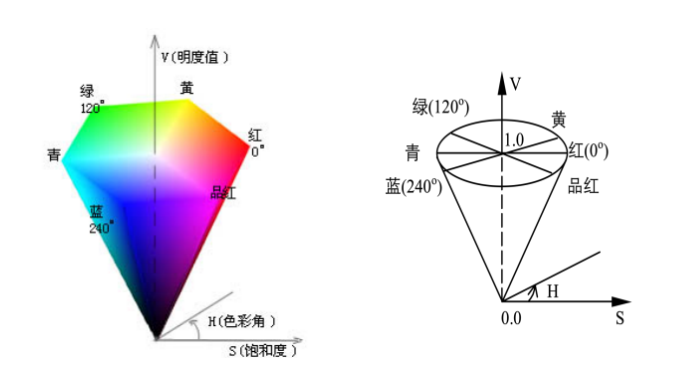 V(明度值)
绿
120°
黄
红
0°
青
品红
蓝
240°
H(色彩角)
S(饱和度)
V
绿(120°)
黄
1.0
青
红(0°)
蓝(240°)
品红
H
0.0
S